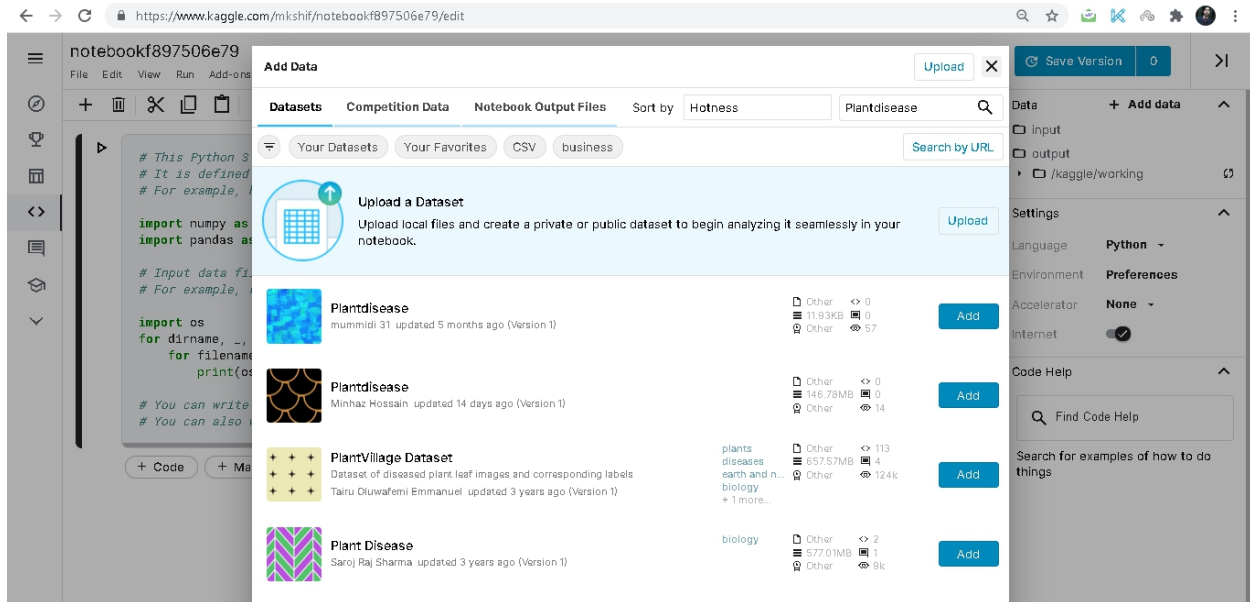 https://www.kaggle.com/mkshif/notebookf897506e79/edit
notebookf897506e79
File Edit View Run Add-ons
Add Data
Upload
Save Version 0
Datasets Competition Data Notebook Output Files Sort by Hotness Plantdisease
Your Datasets Your Favorites CSV business Search by URL
Upload a Dataset
Upload local files and create a private or public dataset to begin analyzing it seamlessly in your
notebook.
Upload
Plantdisease
mummidi 31 updated 5 months ago (Version 1)
Other 0
11.93KB 0
Other 57
Add
Plantdisease
Minhaz Hossain updated 14 days ago (Version 1)
Other 0
146.78MB 0
Other 14
Add
PlantVillage Dataset
Dataset of diseased plant leaf images and corresponding labels
Tairu Oluwafemi Emmanuel updated 3 years ago (Version 1)
plants
diseases
earth and n...
biology
+ 1 more...
Other 113
657.57MB 4
Other 124k
Add
Plant Disease
Saroj Raj Sharma updated 3 years ago (Version 1)
biology
Other 2
577.01MB 1
Other 9k
Add
# This Python 3
# It is defined
# For example,
import numpy as
import pandas as
# Input data
# For example,
import os
for dirname, _,
for filename
print(os
# You can write
# You can also
+ Code
+ Ma
Data + Add data
input
output
/kaggle/working
Settings
Language Python
Environment Preferences
Accelerator None
Internet
Code Help
Find Code Help
Search for examples of how to do
things